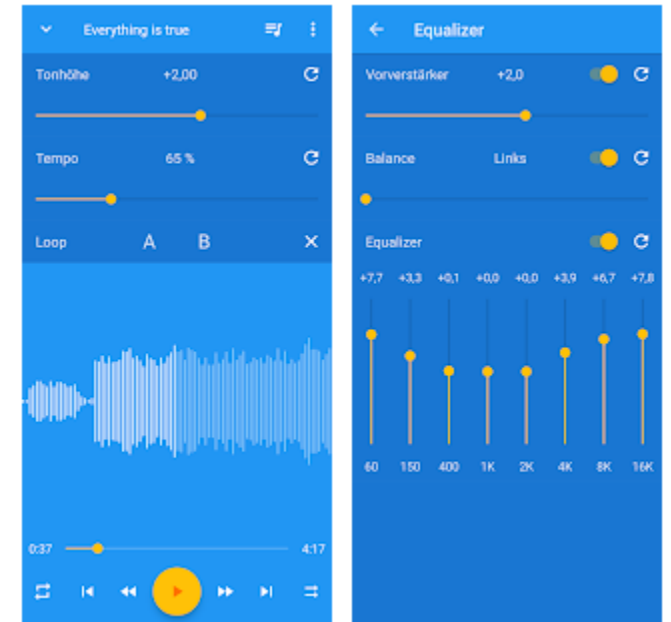 Everything is true
Tonhöhe +2,00
Tempo 65 %
Loop A B
0:37 4:17
Equalizer
Vorverstärker +2,0
Balance Links
Equalizer
+7,7 +3,3 +0,1 +0,0 +0,0 +3,9 +6,7 +7,8
60 150 400 1K 2K 4K 8K 16K